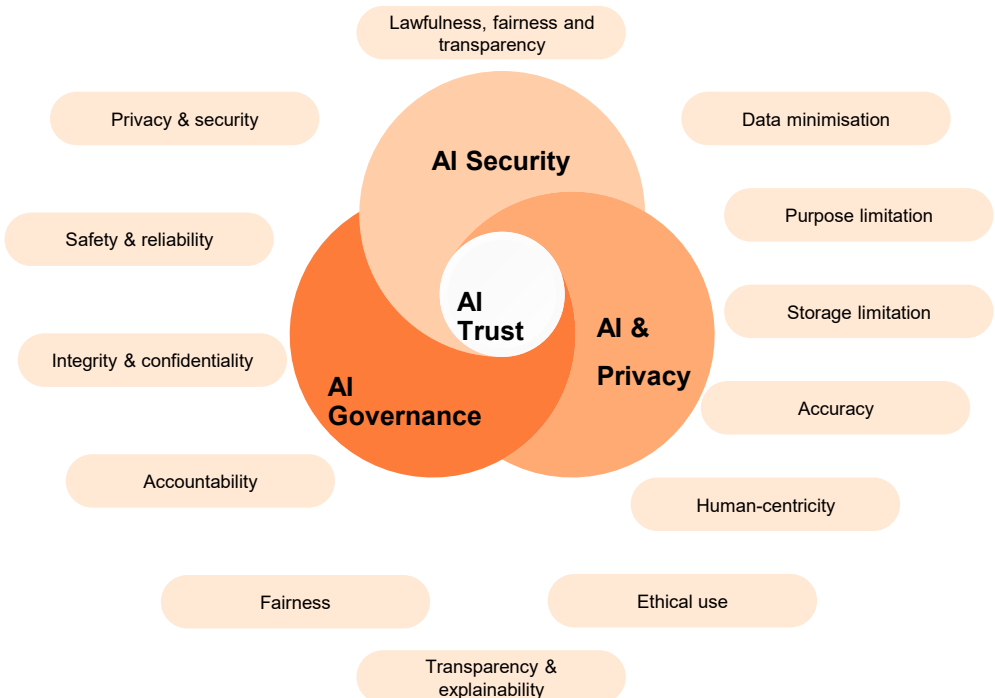 Lawfulness, fairness and
transparency
Privacy & security
Data minimisation
AI Security
Purpose limitation
Safety & reliability
AI
Trust
Storage limitation
AI &
Privacy
Integrity & confidentiality
AI
Governance
Accuracy
Accountability
Human-centricity
Fairness
Ethical use
Transparency &
explainability